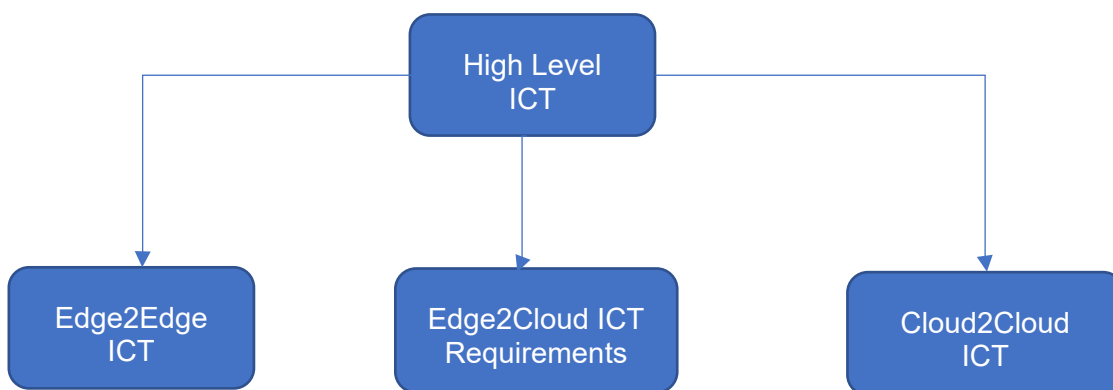 High Level
ICT
Edge2Edge
ICT
Edge2Cloud ICT
Requirements
Cloud2Cloud
ICT